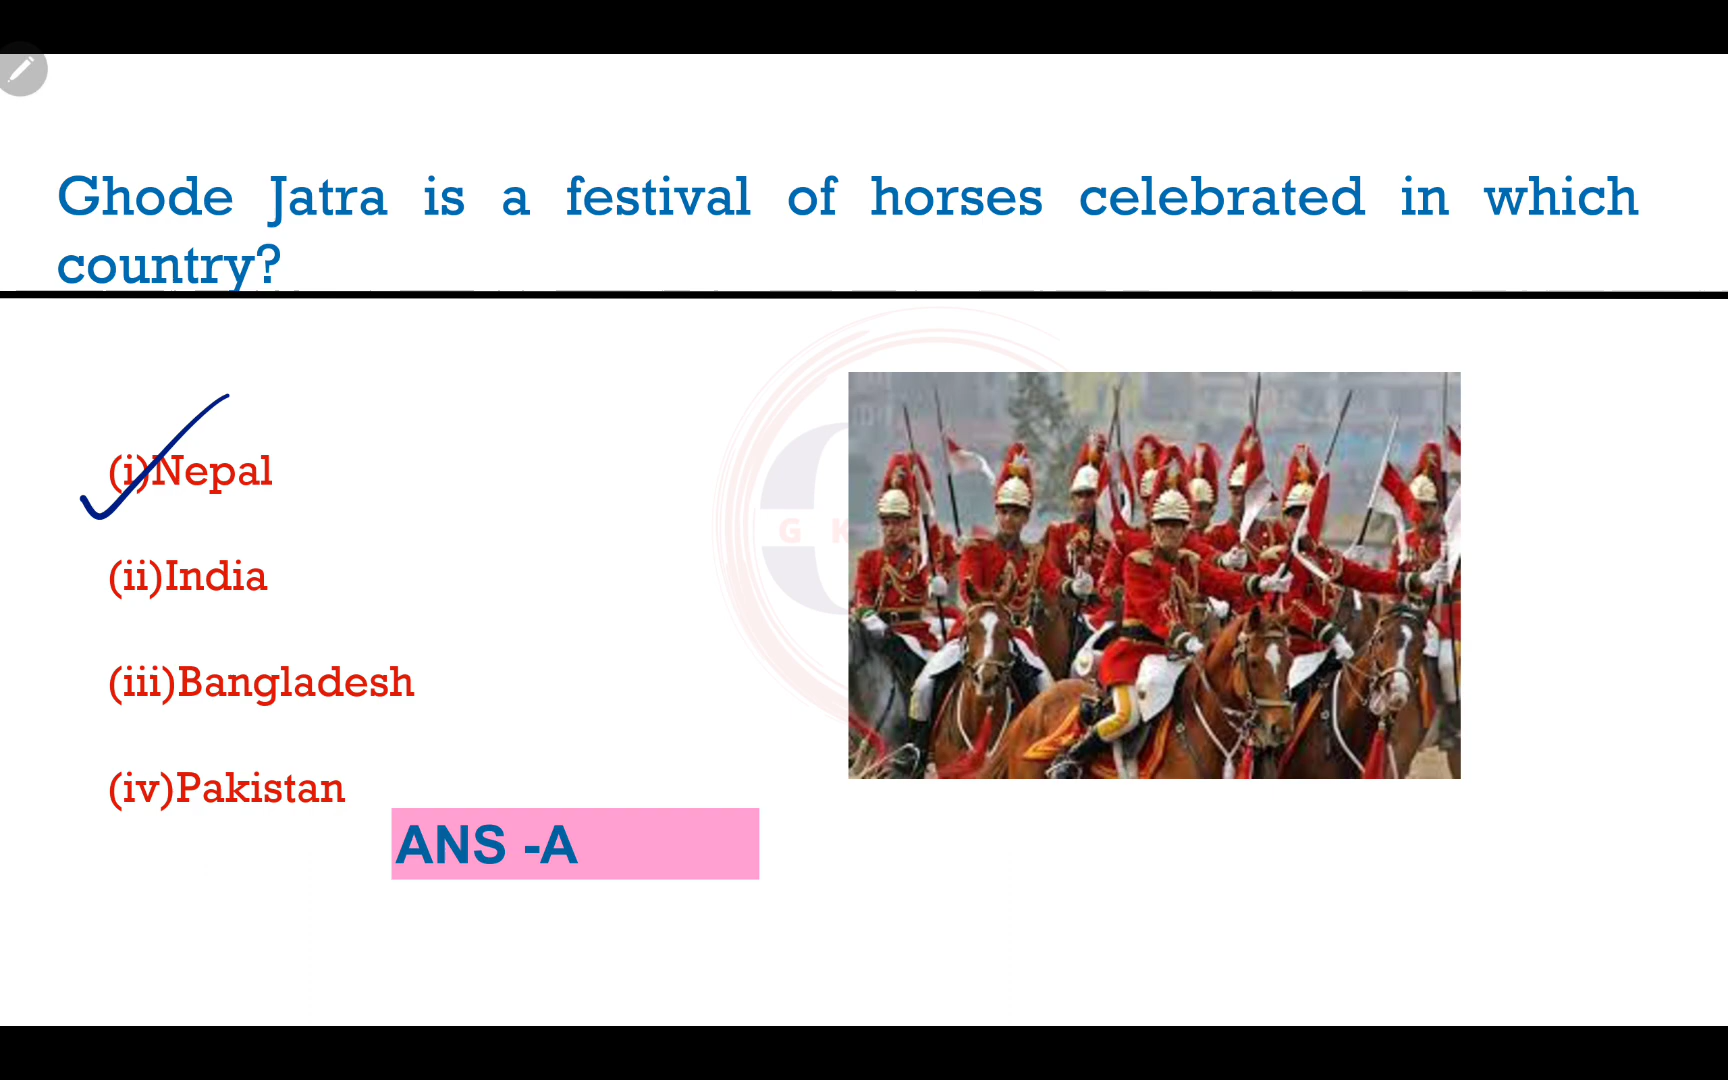 Ghode Jatra is a festival of horses celebrated in which
country?
(i)Nepal
(ii)India
(iii)Bangladesh
(iv)Pakistan
ANS -A
G K